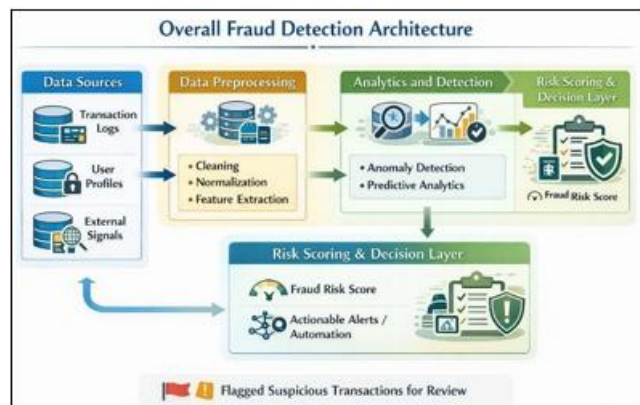 Overall Fraud Detection Architecture
Data Sources
Transaction
Logs
User
Profiles
External
Signals
Data Preprocessing
• Cleaning
• Normalization
• Feature Extraction
Analytics and Detection
• Anomaly Detection
• Predictive Analytics
Risk Scoring &
Decision Layer
Fraud Risk Score
Risk Scoring & Decision Layer
Fraud Risk Score
Actionable Alerts /
Automation
Flagged Suspicious Transactions for Review